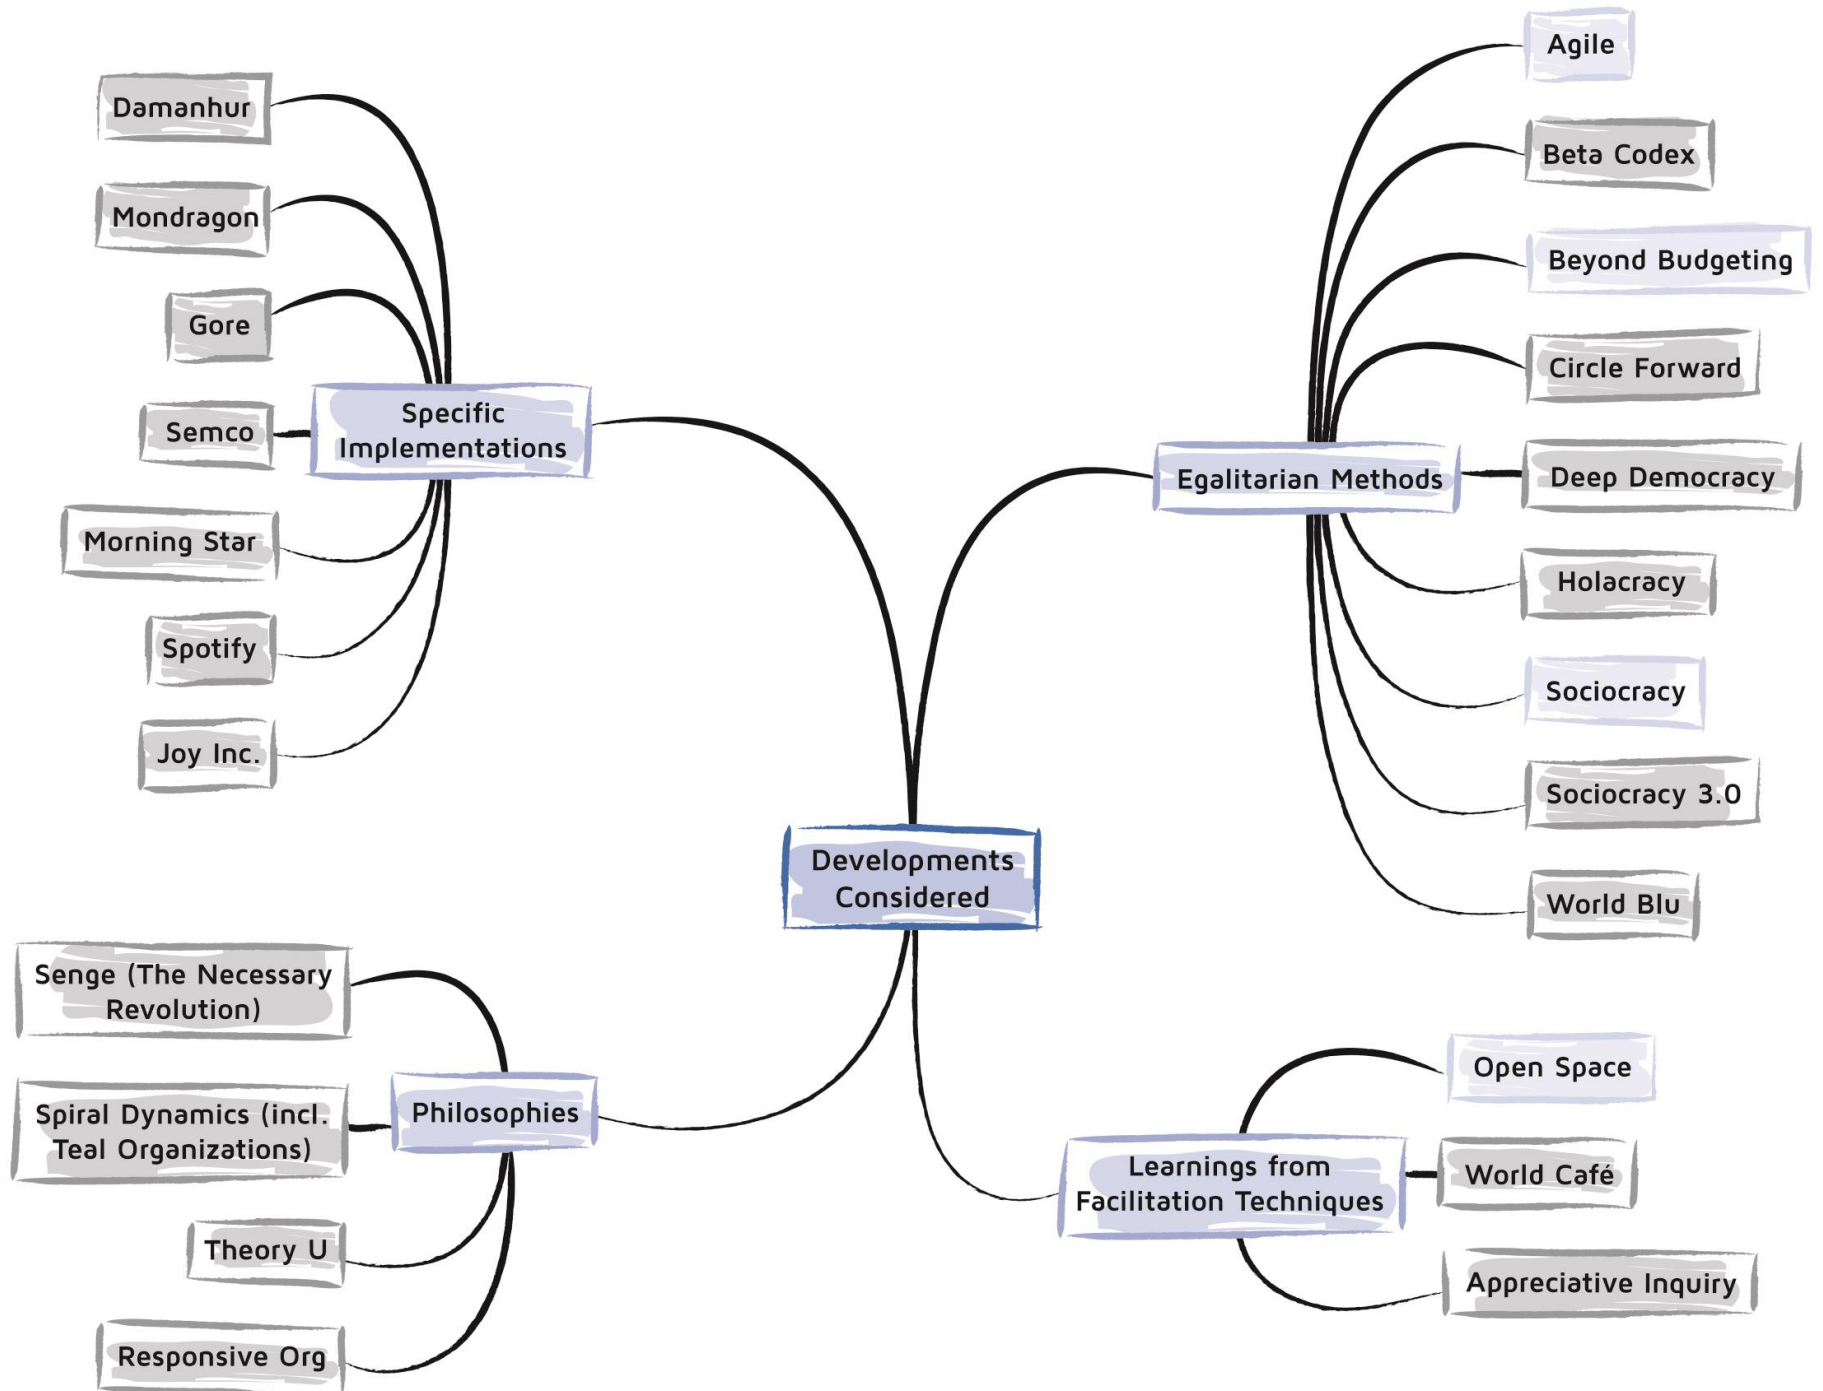 Damanhur
Mondragon
Gore
Semco
Morning Star
Spotify
Joy Inc.
Specific
Implementations
Agile
Beta Codex
Beyond Budgeting
Circle Forward
Deep Democracy
Holacracy
Sociocracy
Sociocracy 3.0
World Blu
Egalitarian Methods
Developments
Considered
Senge (The Necessary
Revolution)
Spiral Dynamics (incl.
Teal Organizations)
Theory U
Responsive Org
Philosophies
Learnings from
Facilitation Techniques
Open Space
World Café
Appreciative Inquiry